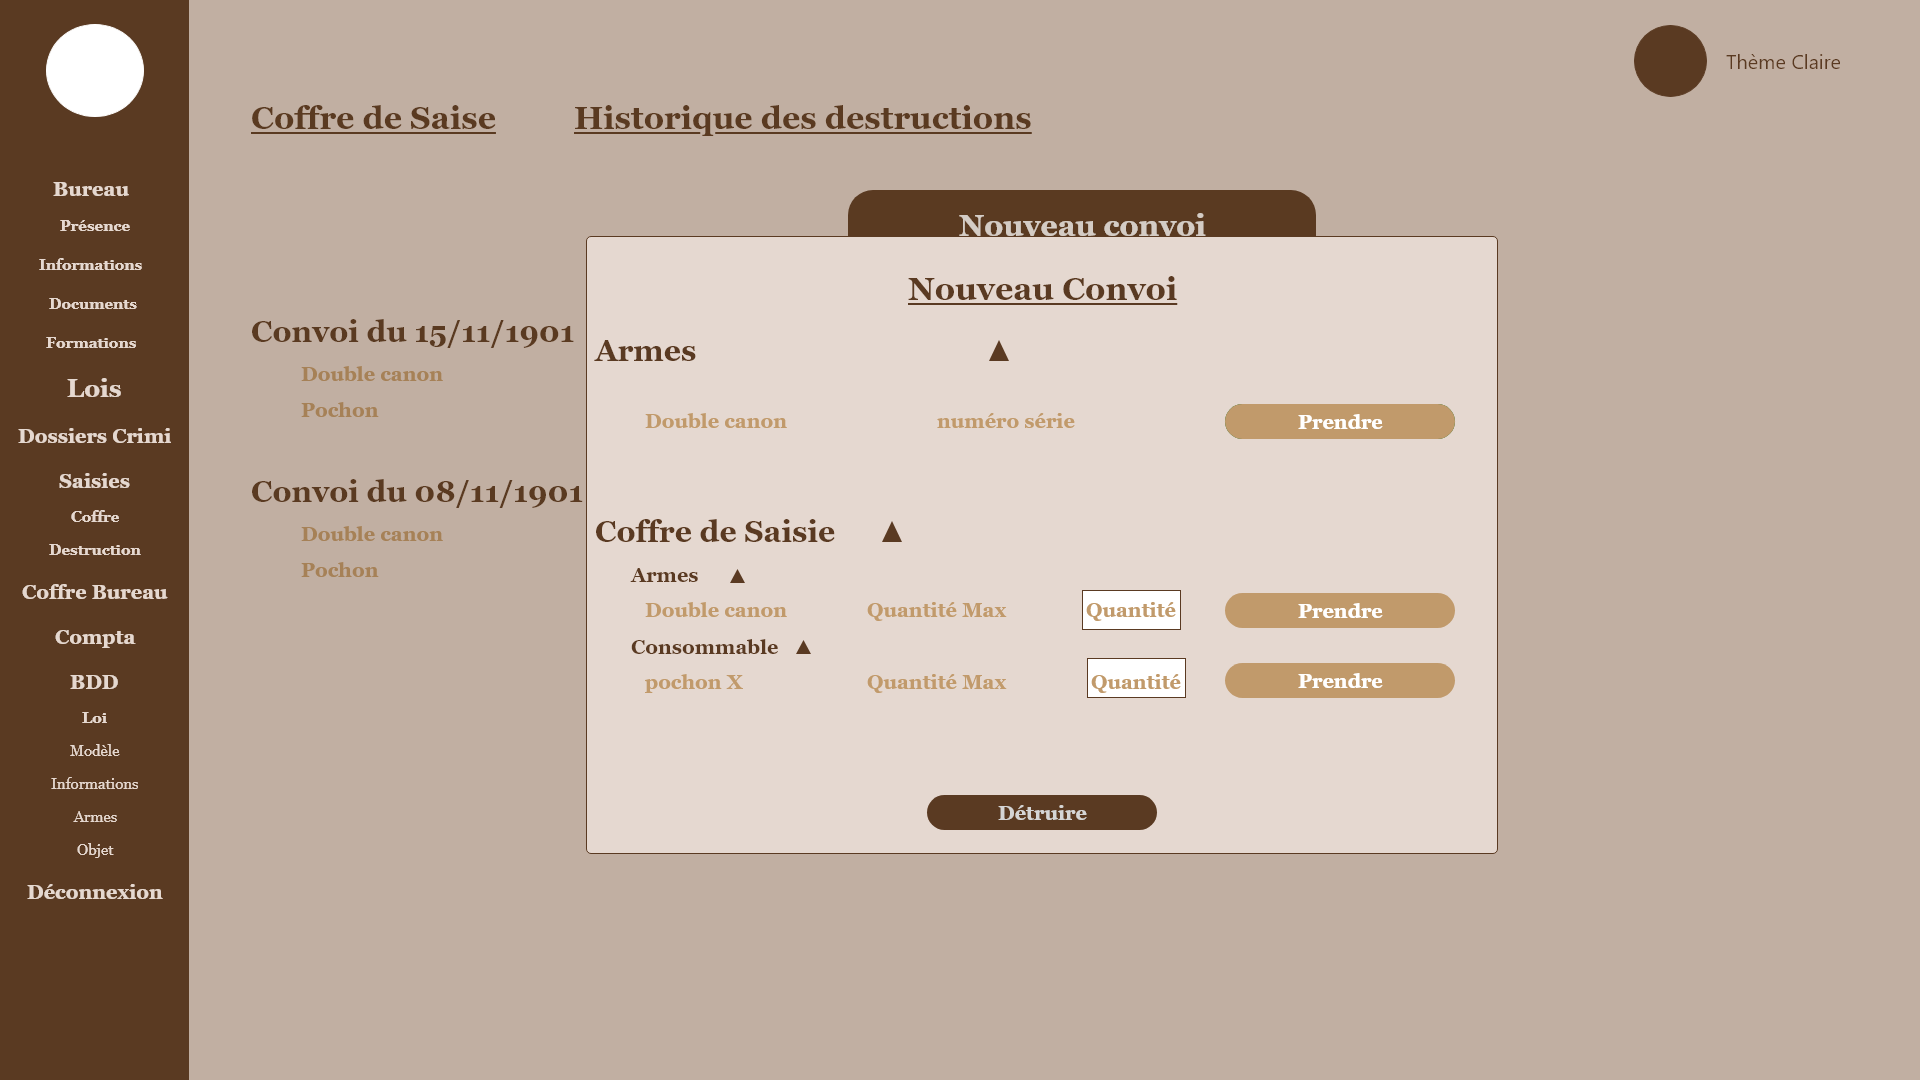 Bureau
Présence
Informations
Documents
Formations
Lois
Dossiers Crimi
Saisies
Coffre
Destruction
Coffre Bureau
Compta
BDD
Loi
Modèle
Informations
Armes
Objet
Déconnexion
Thème Claire
Coffre de Saise
Historique des destructions
Nouveau convoi
Convoi du 15/11/1901
Double canon
Pochon
Convoi du 08/11/1901
Double canon
Pochon
Nouveau Convoi
Armes ▲
Double canon numéro série Prendre
Coffre de Saisie ▲
Armes ▲
Double canon Quantité Max Quantité Prendre
Consommable ▲
pochon X Quantité Max Quantité Prendre
Détruire